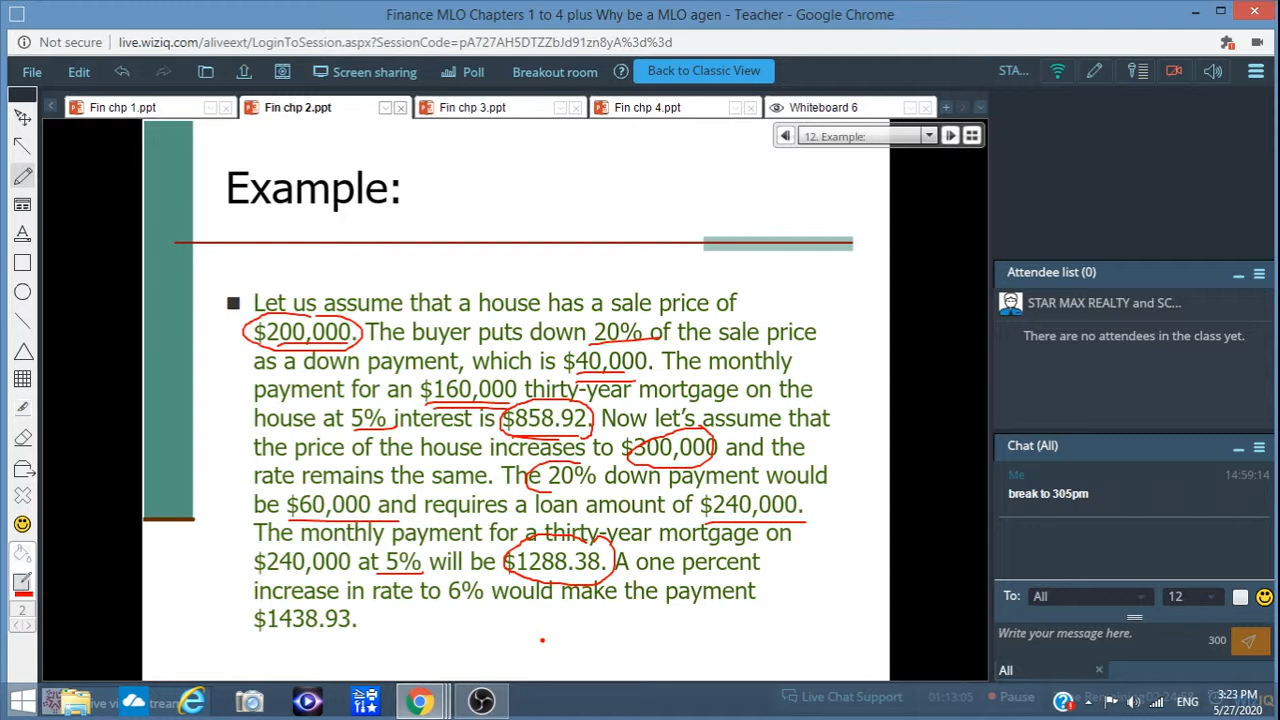 Finance MLO Chapters 1 to 4 plus Why be a MLO agen - Teacher - Google Chrome
Not secure | live.wiziq.com/aliveext/LoginToSession.aspx?SessionCode=pA727AH5DTZZbJd91zn8yA%3d%3d
File Edit Screen sharing Poll Breakout room ? Back to Classic View STA...
Fin chp 1.ppt Fin chp 2.ppt Fin chp 3.ppt Fin chp 4.ppt Whiteboard 6
12. Example:
Example:
Let us assume that a house has a sale price of
$200,000. The buyer puts down 20% of the sale price
as a down payment, which is $40,000. The monthly
payment for an $160,000 thirty-year mortgage on the
house at 5% interest is $858.92. Now let's assume that
the price of the house increases to $300,000 and the
rate remains the same. The 20% down payment would
be $60,000 and requires a loan amount of $240,000.
The monthly payment for a thirty-year mortgage on
$240,000 at 5% will be $1288.38. A one percent
increase in rate to 6% would make the payment
$1438.93.
2
Attendee list (0)
STAR MAX REALTY and SC...
There are no attendees in the class yet.
Chat (All)
Me 14:59:14
break to 305pm
To: All 12
Write your message here. 300
All
Live Chat Support 01:13:05 Pause
3:23 PM
5/27/2020